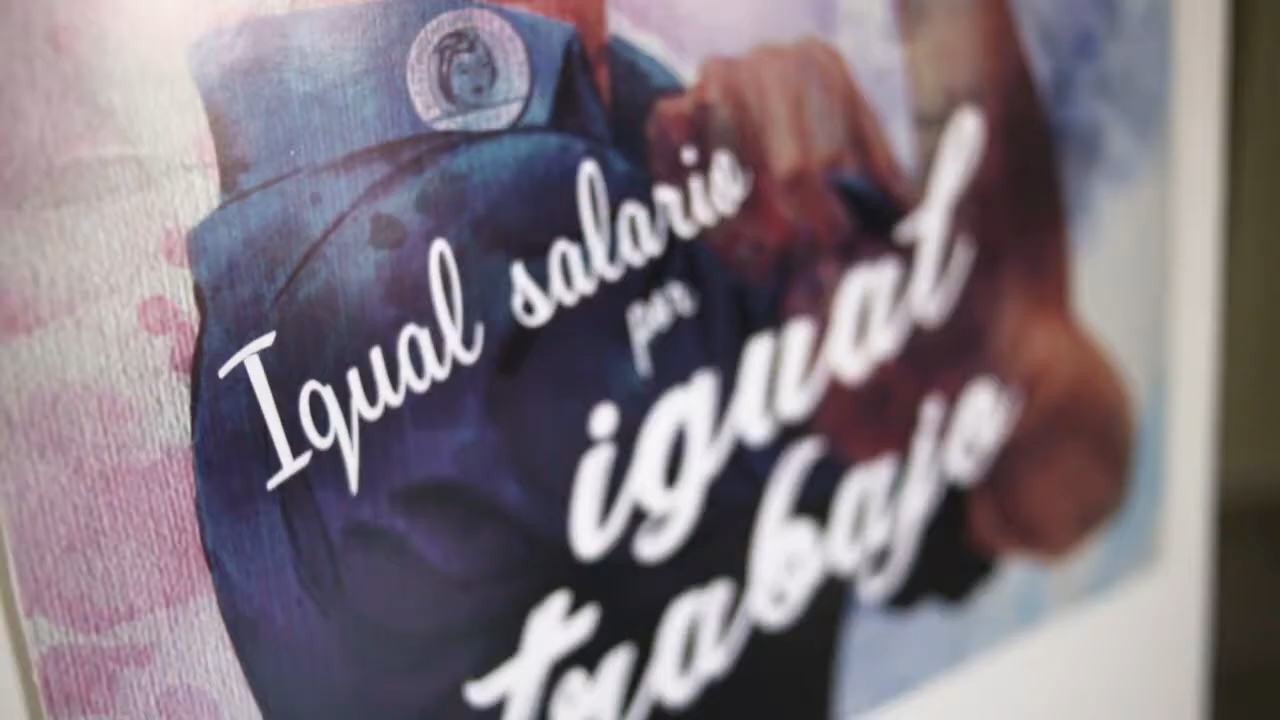 Igual salario
por
igual
trabajo